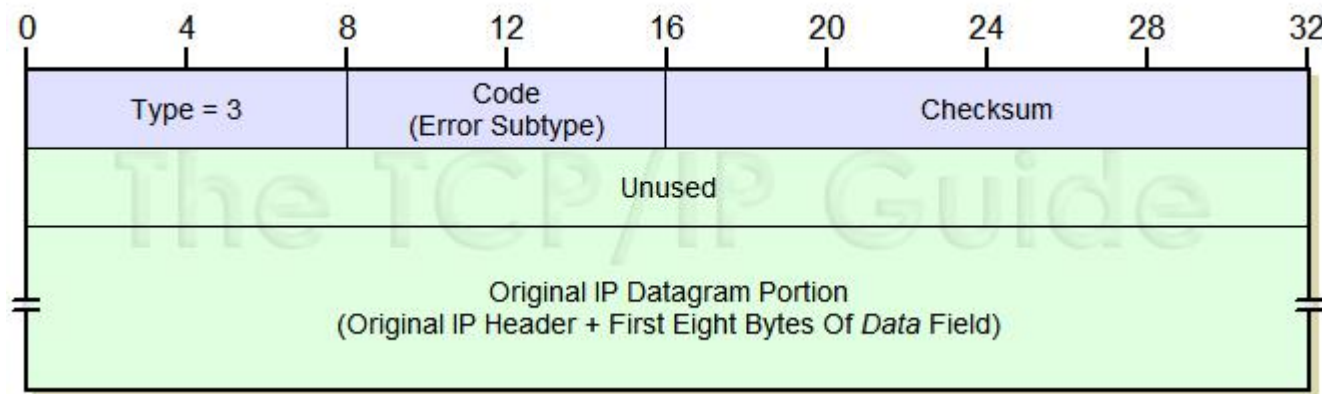 0 4 8 12 16 20 24 28 32
Type = 3
Code
(Error Subtype)
Checksum
Unused
The TCP/IP Guide
Original IP Datagram Portion
(Original IP Header + First Eight Bytes Of Data Field)